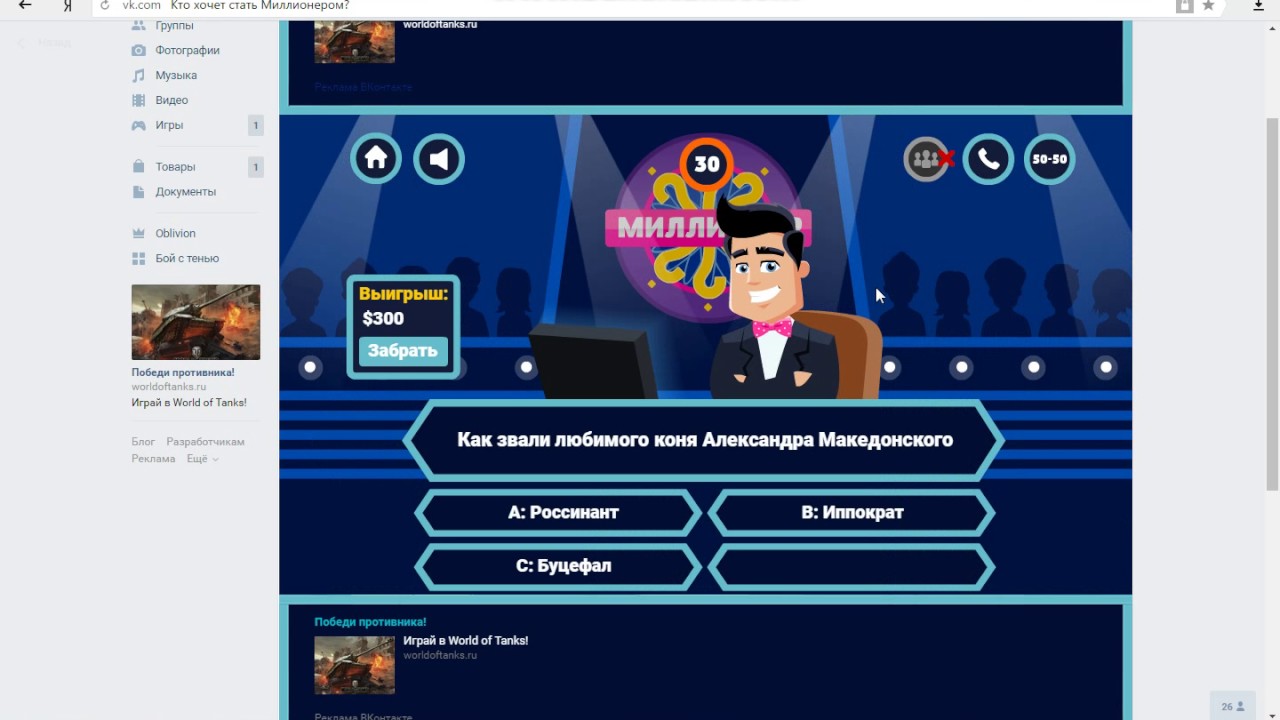 Я
vk.com Кто хочет стать Миллионером?
Назад
Группы
Фотографии
Музыка
Видео
Игры 1
Товары 1
Документы
Oblivion
Бой с тенью
Победи противника!
worldoftanks.ru
Играй в World of Tanks!
Блог Разработчикам
Реклама Ещё
worldoftanks.ru
Реклама ВКонтакте
30
50-50
Выигрыш:
$300
Забрать
Как звали любимого коня Александра Македонского
A: Россинант
B: Иппократ
C: Буцефал
Победи противника!
Играй в World of Tanks!
worldoftanks.ru
Реклама ВКонтакте
26